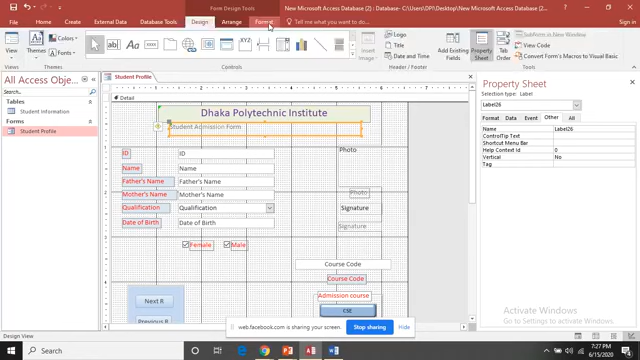 Form Design Tools
New Microsoft Access Database (2) : Database- C:\Users\DPI\Desktop\New Microsoft Access Database (2)
File Home Create External Data Database Tools Design Arrange Format Tell me what you want to do...
Views
Colors
Fonts
Themes
Controls
Insert Image
Logo
Title
Date and Time
Header / Footer
Add Existing Fields
Property Sheet
Tab Order
Subform in New Window
View Code
Convert Form's Macros to Visual Basic
Tools
All Access Obje...
Tables
Student Information
Forms
Student Profile
Student Profile
Detail
Dhaka Polytechnic Institute
Student Admission Form
ID ID
Name Name
Father's Name Father's Name
Mother's Name Mother's Name
Qualification Qualification
Date of Birth Date of Birth
Female Male
Photo
Photo
Signature
Signature
Course Code
Course Code
Admission course
CSE
Next R
Previous R
Property Sheet
Selection type: Label
Label26
Format Data Event Other All
Name Label26
ControlTip Text
Shortcut Menu Bar
Help Context Id 0
Vertical No
Tag
web.facebook.com is sharing your screen. Stop sharing Hide
Activate Windows
Go to Settings to activate Windows.
Design View
Search
7:27 PM
6/15/2020